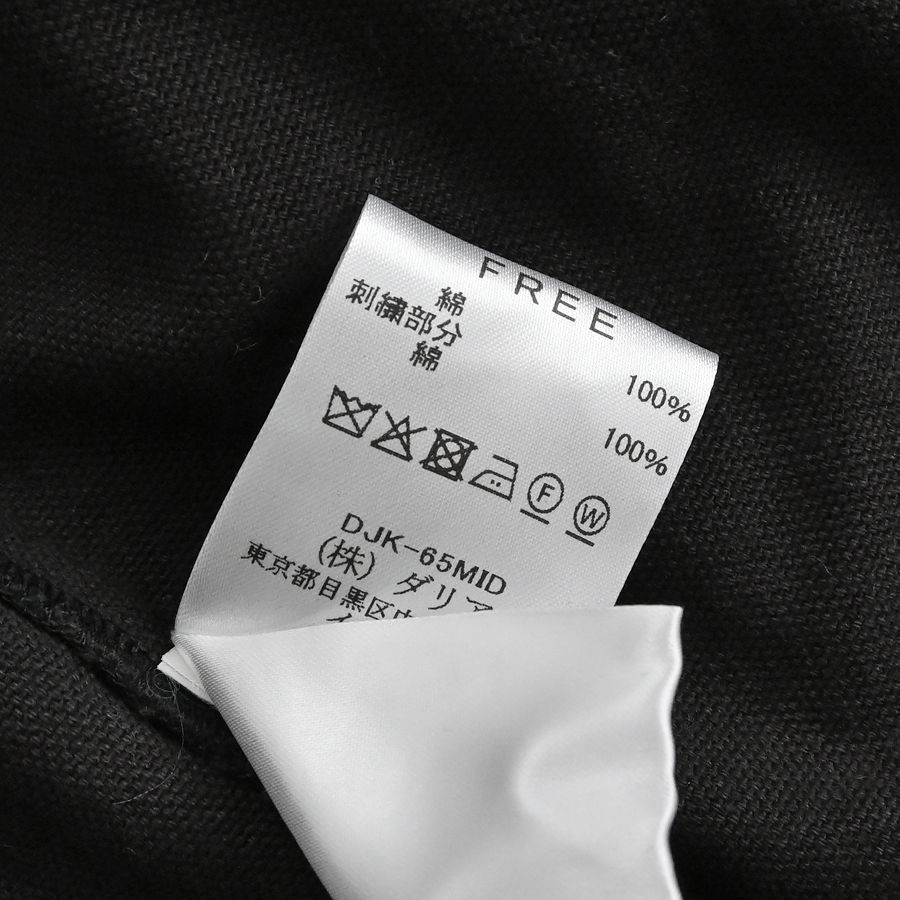 FREE
綿 100%
刺繍部分
綿 100%
F W
DJK-65MID
(株) ダリア
東京都目黒区中